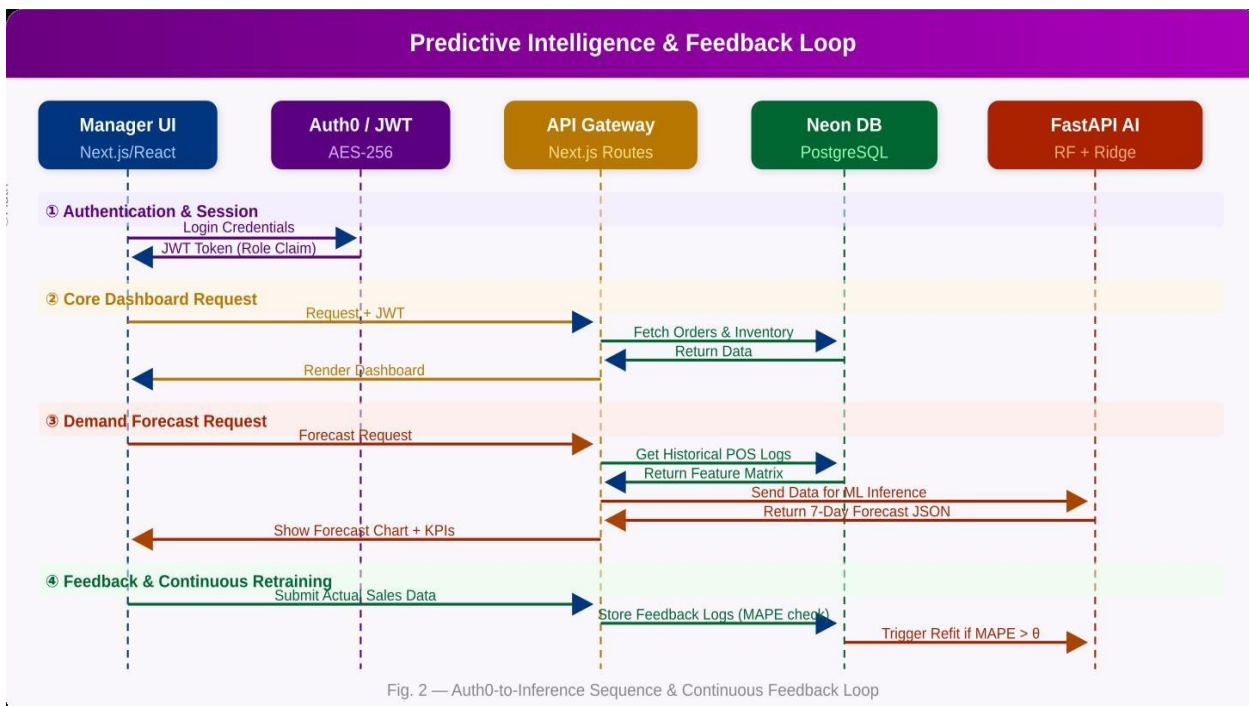 Predictive Intelligence & Feedback Loop
Manager UI
Next.js/React
Auth0 / JWT
AES-256
API Gateway
Next.js Routes
Neon DB
PostgreSQL
FastAPI AI
RF + Ridge
① Authentication & Session
Login Credentials
JWT Token (Role Claim)
② Core Dashboard Request
Request + JWT
Fetch Orders & Inventory
Return Data
Render Dashboard
③ Demand Forecast Request
Forecast Request
Get Historical POS Logs
Return Feature Matrix
Send Data for ML Inference
Return 7-Day Forecast JSON
Show Forecast Chart + KPIs
④ Feedback & Continuous Retraining
Submit Actual Sales Data
Store Feedback Logs (MAPE check)
Trigger Refit if MAPE > θ
Fig. 2 — Auth0-to-Inference Sequence & Continuous Feedback Loop